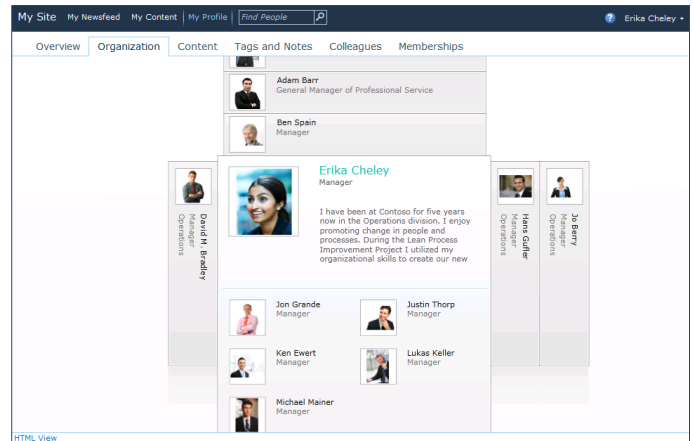 My Site My Newsfeed My Content My Profile Find People Erika Cheley
Overview Organization Content Tags and Notes Colleagues Memberships
Adam Barr
General Manager of Professional Service
Ben Spain
Manager
David M. Bradley
Manager
Operations
Erika Cheley
Manager
I have been at Contoso for five years
now in the Operations division. I enjoy
promoting change in people and
processes. During the Lean Process
Improvement Project I utilized my
organizational skills to create our new
Hans Gufler
Manager
Operations
Jo Berry
Manager
Operations
Jon Grande
Manager
Justin Thorp
Manager
Ken Ewert
Manager
Lukas Keller
Manager
Michael Mainer
Manager
HTML View